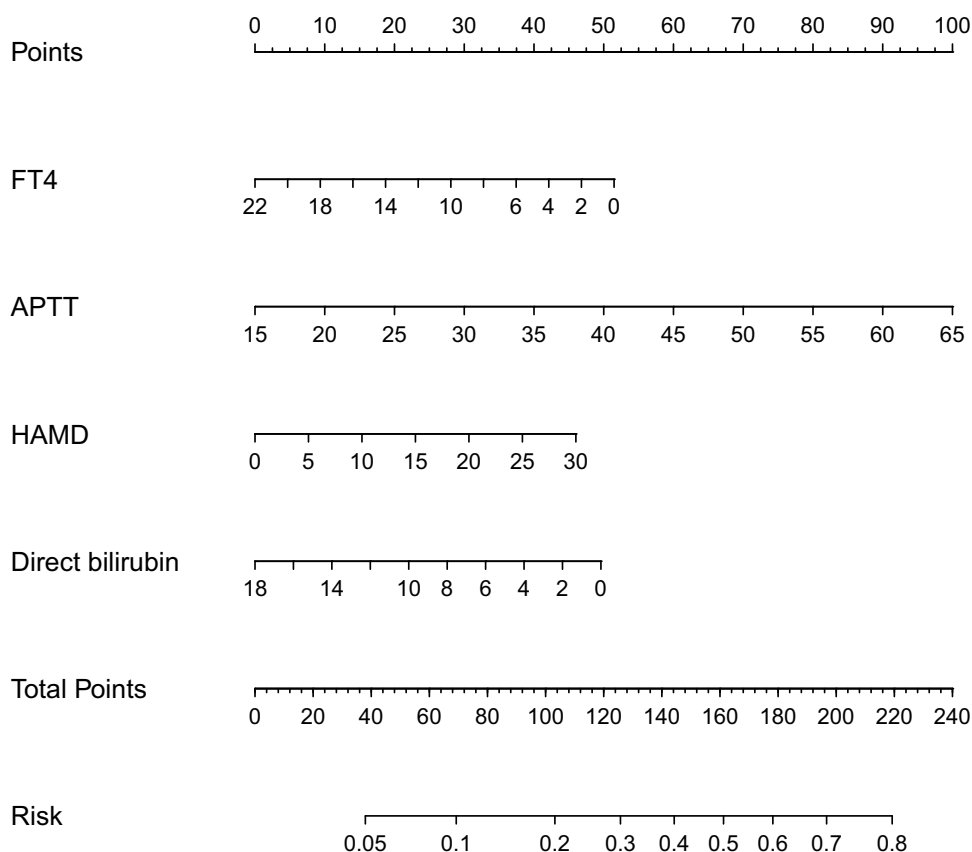 0 10 20 30 40 50 60 70 80 90 100
Points
FT4
22 18 14 10 6 4 2 0
APTT
15 20 25 30 35 40 45 50 55 60 65
HAMD
0 5 10 15 20 25 30
Direct bilirubin
18 14 10 8 6 4 2 0
Total Points
0 20 40 60 80 100 120 140 160 180 200 220 240
Risk
0.05 0.1 0.2 0.3 0.4 0.5 0.6 0.7 0.8